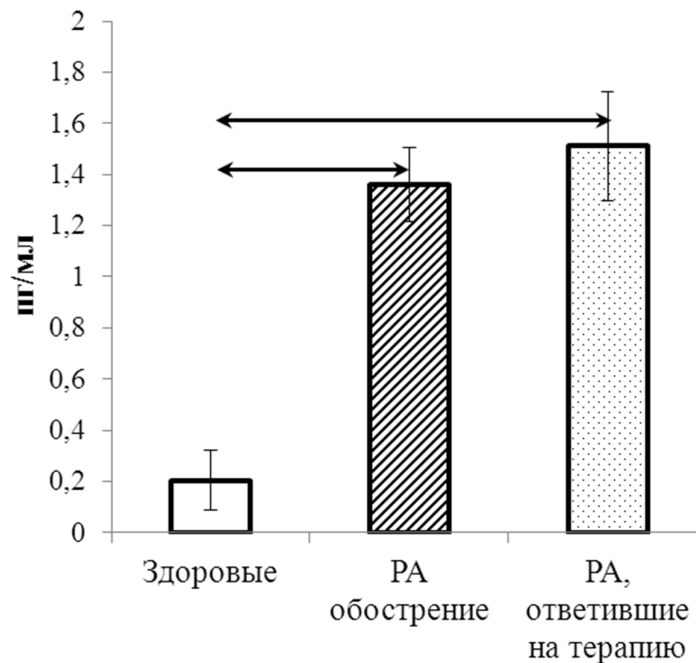 пг/мл
2
1,8
1,6
1,4
1,2
1
0,8
0,6
0,4
0,2
0
Здоровые
РА
обострение
РА,
ответившие
на терапию